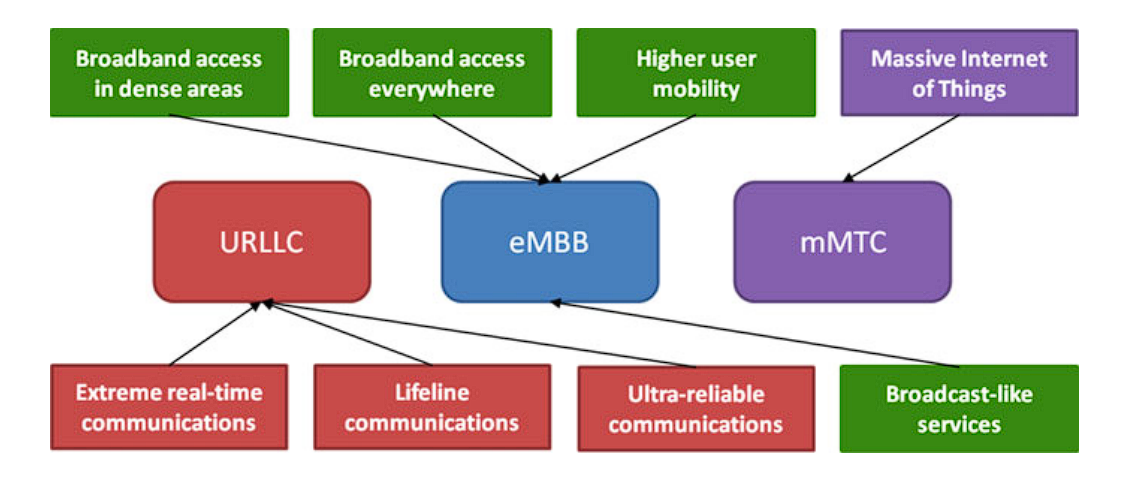 Broadband access
in dense areas
Broadband access
everywhere
Higher user
mobility
Massive Internet
of Things
URLLC
eMBB
mMTC
Extreme real-time
communications
Lifeline
communications
Ultra-reliable
communications
Broadcast-like
services